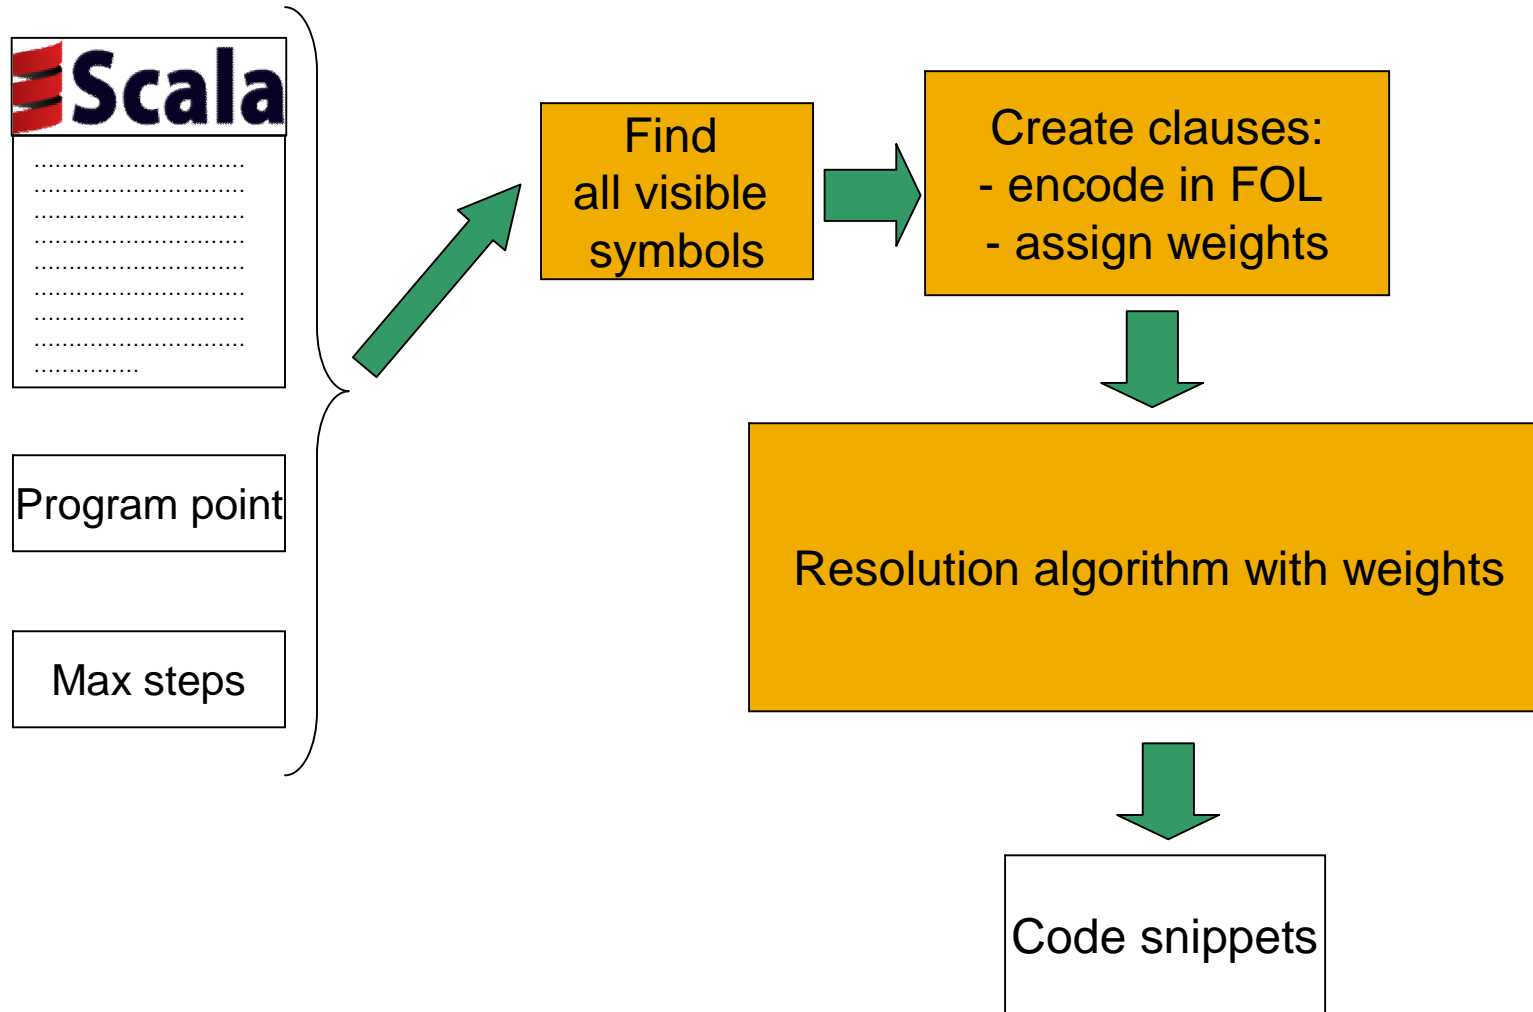 Scala
..............................
..............................
..............................
..............................
..............................
..............................
..............................
..............................
...............
Program point
Max steps
Find
all visible
symbols
Create clauses:
- encode in FOL
- assign weights
Resolution algorithm with weights
Code snippets